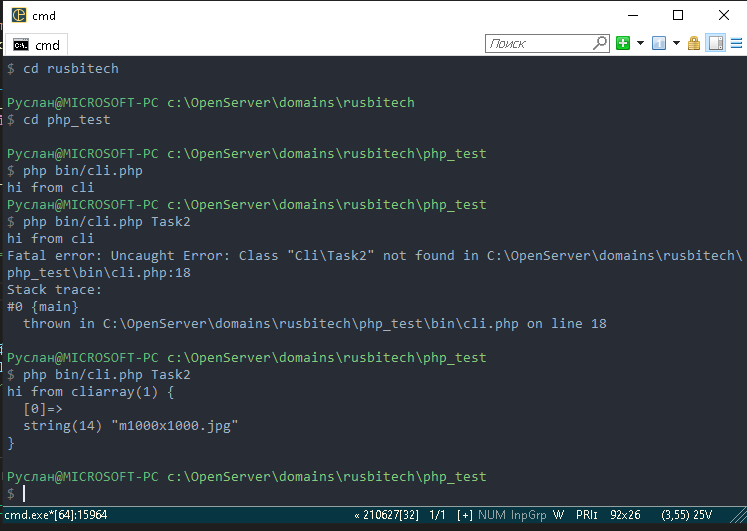 cmd
cmd
Поиск
$ cd rusbitech
Руслан@MICROSOFT-PC c:\OpenServer\domains\rusbitech
$ cd php_test
Руслан@MICROSOFT-PC c:\OpenServer\domains\rusbitech\php_test
$ php bin/cli.php
hi from cli
Руслан@MICROSOFT-PC c:\OpenServer\domains\rusbitech\php_test
$ php bin/cli.php Task2
hi from cli
Fatal error: Uncaught Error: Class "Cli\Task2" not found in C:\OpenServer\domains\rusbitech\
php_test\bin\cli.php:18
Stack trace:
#0 {main}
  thrown in C:\OpenServer\domains\rusbitech\php_test\bin\cli.php on line 18
Руслан@MICROSOFT-PC c:\OpenServer\domains\rusbitech\php_test
$ php bin/cli.php Task2
hi from cliarray(1) {
  [0]=>
  string(14) "m1000x1000.jpg"
}
Руслан@MICROSOFT-PC c:\OpenServer\domains\rusbitech\php_test
$
cmd.exe*[64]:15964 « 210627[32] 1/1 [+] NUM InpGrp W PRI‡ 92x26 (3,55) 25V